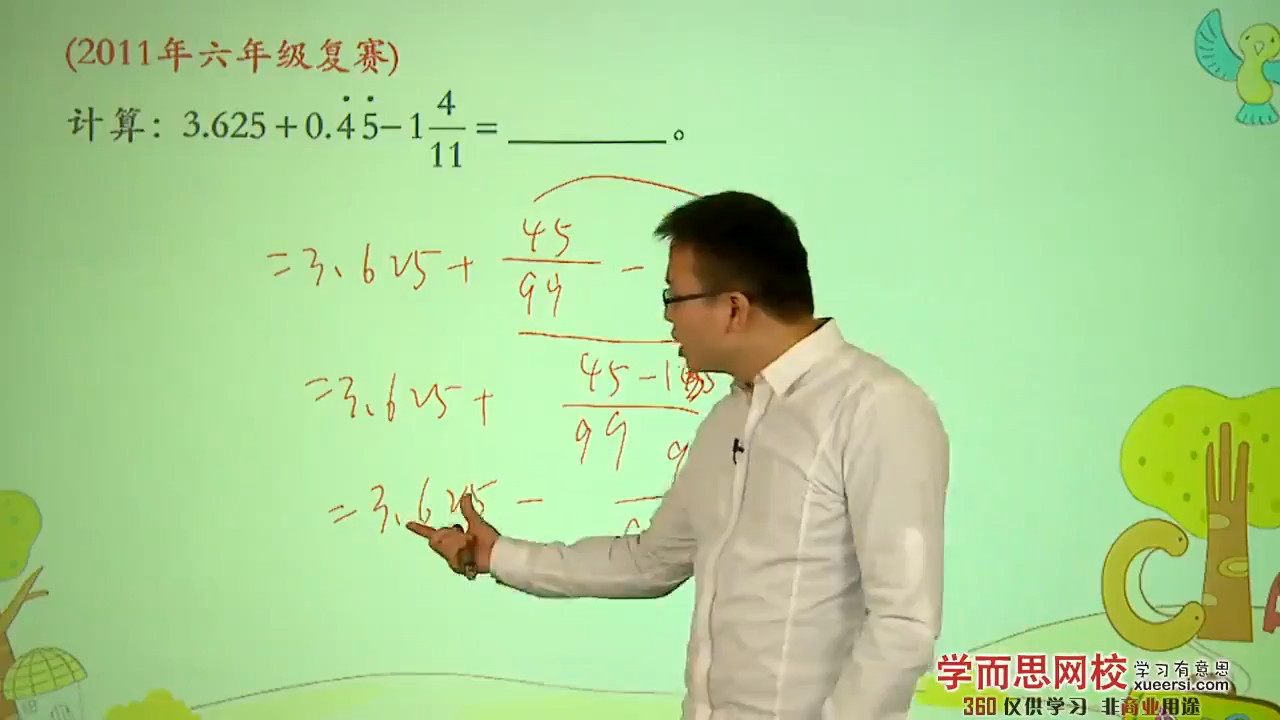 (2011年六年级复赛)
计算：3.625+0.4̇5̇−1 4/11=________。
=3.625+ 45/99 −
=3.625+ 45-1 / 99
=3.625 −
学而思网校 学习有意思 xueersi.com
360 仅供学习 非商业用途